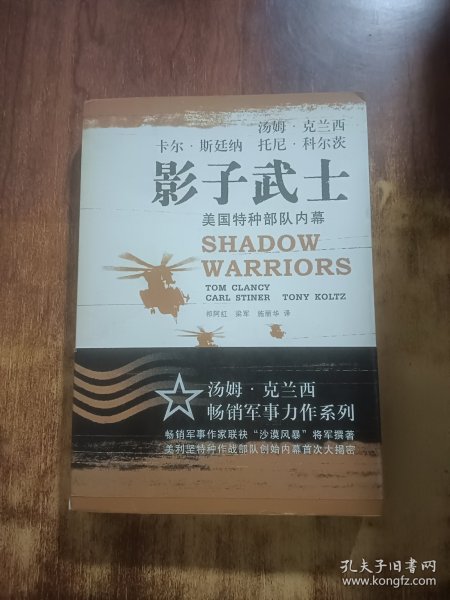 汤姆·克兰西
卡尔·斯廷纳 托尼·科尔茨
影子武士
美国特种部队内幕
SHADOW
WARRIORS
TOM CLANCY
CARL STINER TONY KOLTZ
祁阿红 梁军 施丽华 译
汤姆·克兰西
畅销军事力作系列
畅销军事作家联袂“沙漠风暴”将军撰著
美利坚特种作战部队创始内幕首次大揭密
孔夫子旧书网
www.kongfz.com